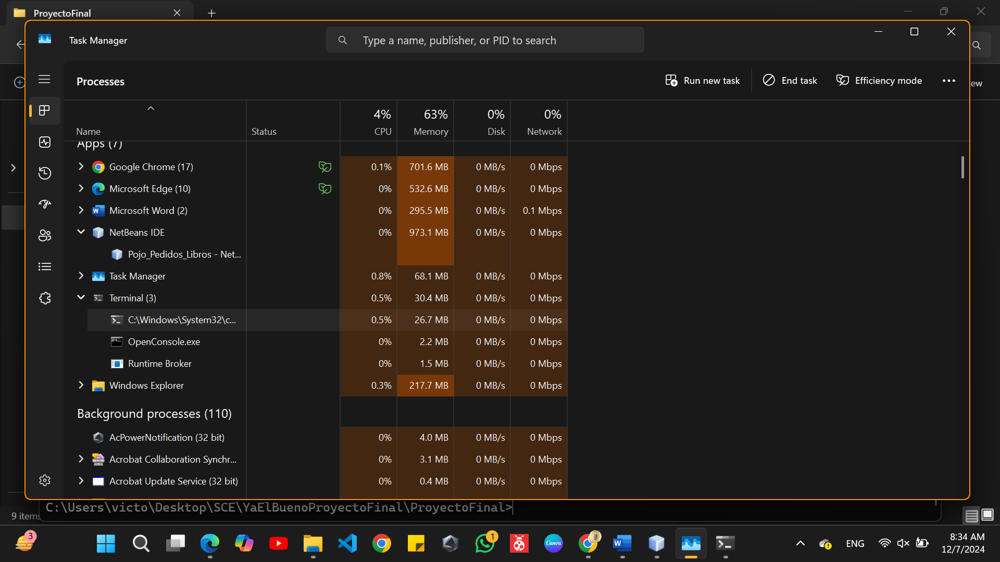 ProyectoFinal
Task Manager
Type a name, publisher, or PID to search
ew
Processes
Run new task
End task
Efficiency mode
4% 63% 0% 0%
Name Status CPU Memory Disk Network
Apps (7)
Google Chrome (17) 0.1% 701.6 MB 0 MB/s 0 Mbps
Microsoft Edge (10) 0% 532.6 MB 0 MB/s 0 Mbps
Microsoft Word (2) 0% 295.5 MB 0 MB/s 0.1 Mbps
NetBeans IDE 0% 973.1 MB 0 MB/s 0 Mbps
Pojo_Pedidos_Libros - Net...
Task Manager 0.8% 68.1 MB 0 MB/s 0 Mbps
Terminal (3) 0.5% 30.4 MB 0 MB/s 0 Mbps
C:\Windows\System32\c... 0.5% 26.7 MB 0 MB/s 0 Mbps
OpenConsole.exe 0% 2.2 MB 0 MB/s 0 Mbps
Runtime Broker 0% 1.5 MB 0 MB/s 0 Mbps
Windows Explorer 0.3% 217.7 MB 0 MB/s 0 Mbps
Background processes (110)
AcPowerNotification (32 bit) 0% 4.0 MB 0 MB/s 0 Mbps
Acrobat Collaboration Synchr... 0% 3.1 MB 0 MB/s 0 Mbps
Acrobat Update Service (32 bit) 0% 0.4 MB 0 MB/s 0 Mbps
C:\Users\victo\Desktop\SCE\YaElBuenoProyectoFinal\ProyectoFinal>
9 items
3
1
Canva
ENG
8:34 AM
12/7/2024